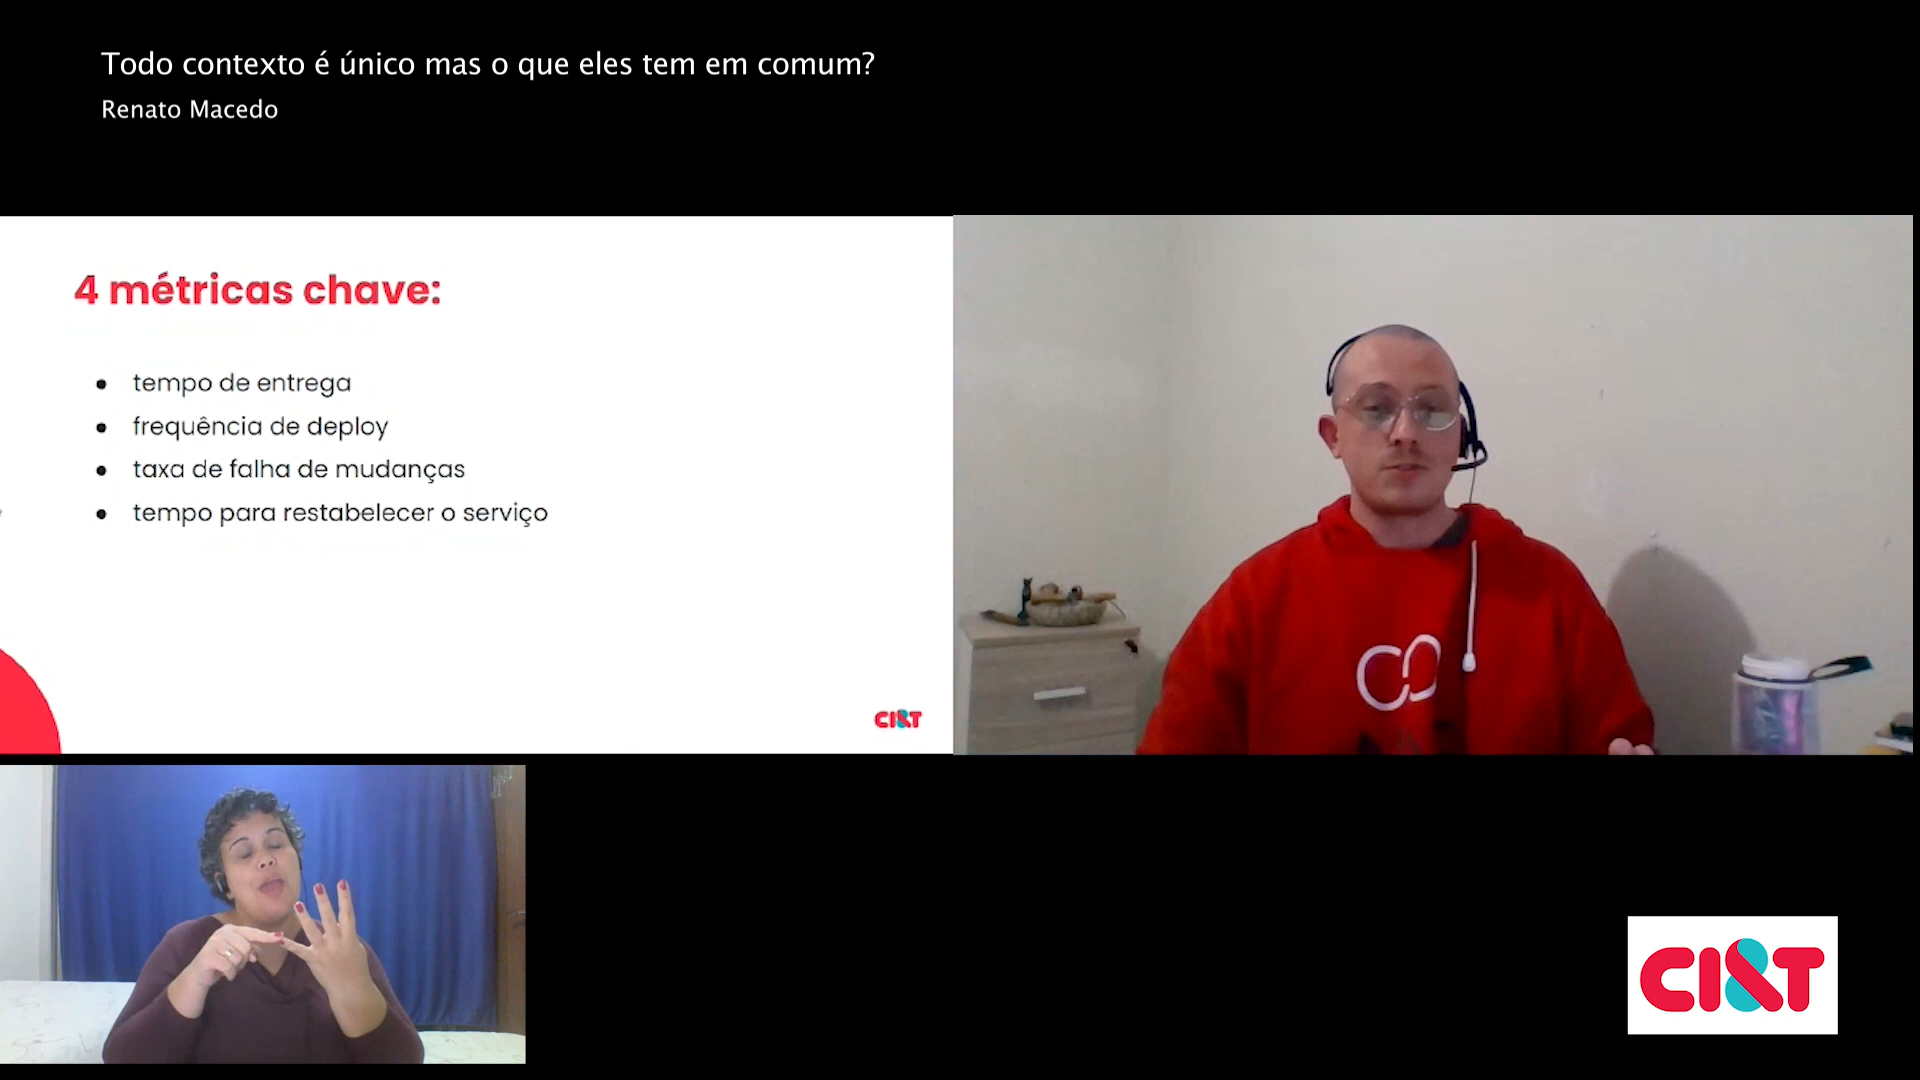 Todo contexto é único mas o que eles tem em comum?
Renato Macedo
4 métricas chave:
tempo de entrega
frequência de deploy
taxa de falha de mudanças
tempo para restabelecer o serviço
CI&T
CI&T